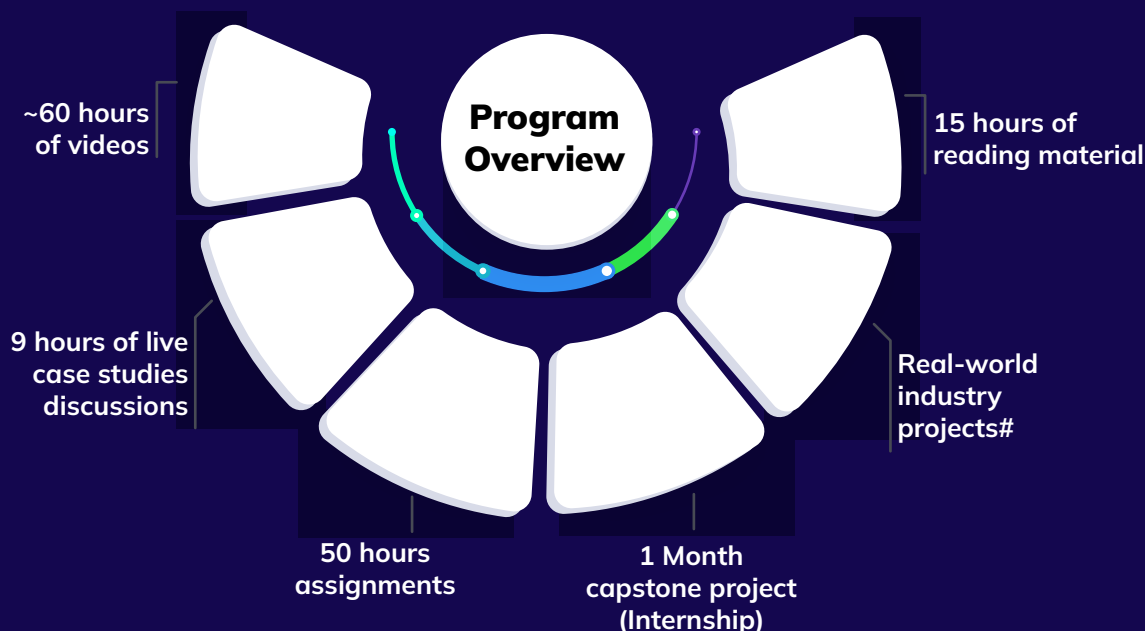 Program
Overview
~60 hours
of videos
9 hours of live
case studies
discussions
50 hours
assignments
1 Month
capstone project
(Internship)
Real-world
industry
projects#
15 hours of
reading material